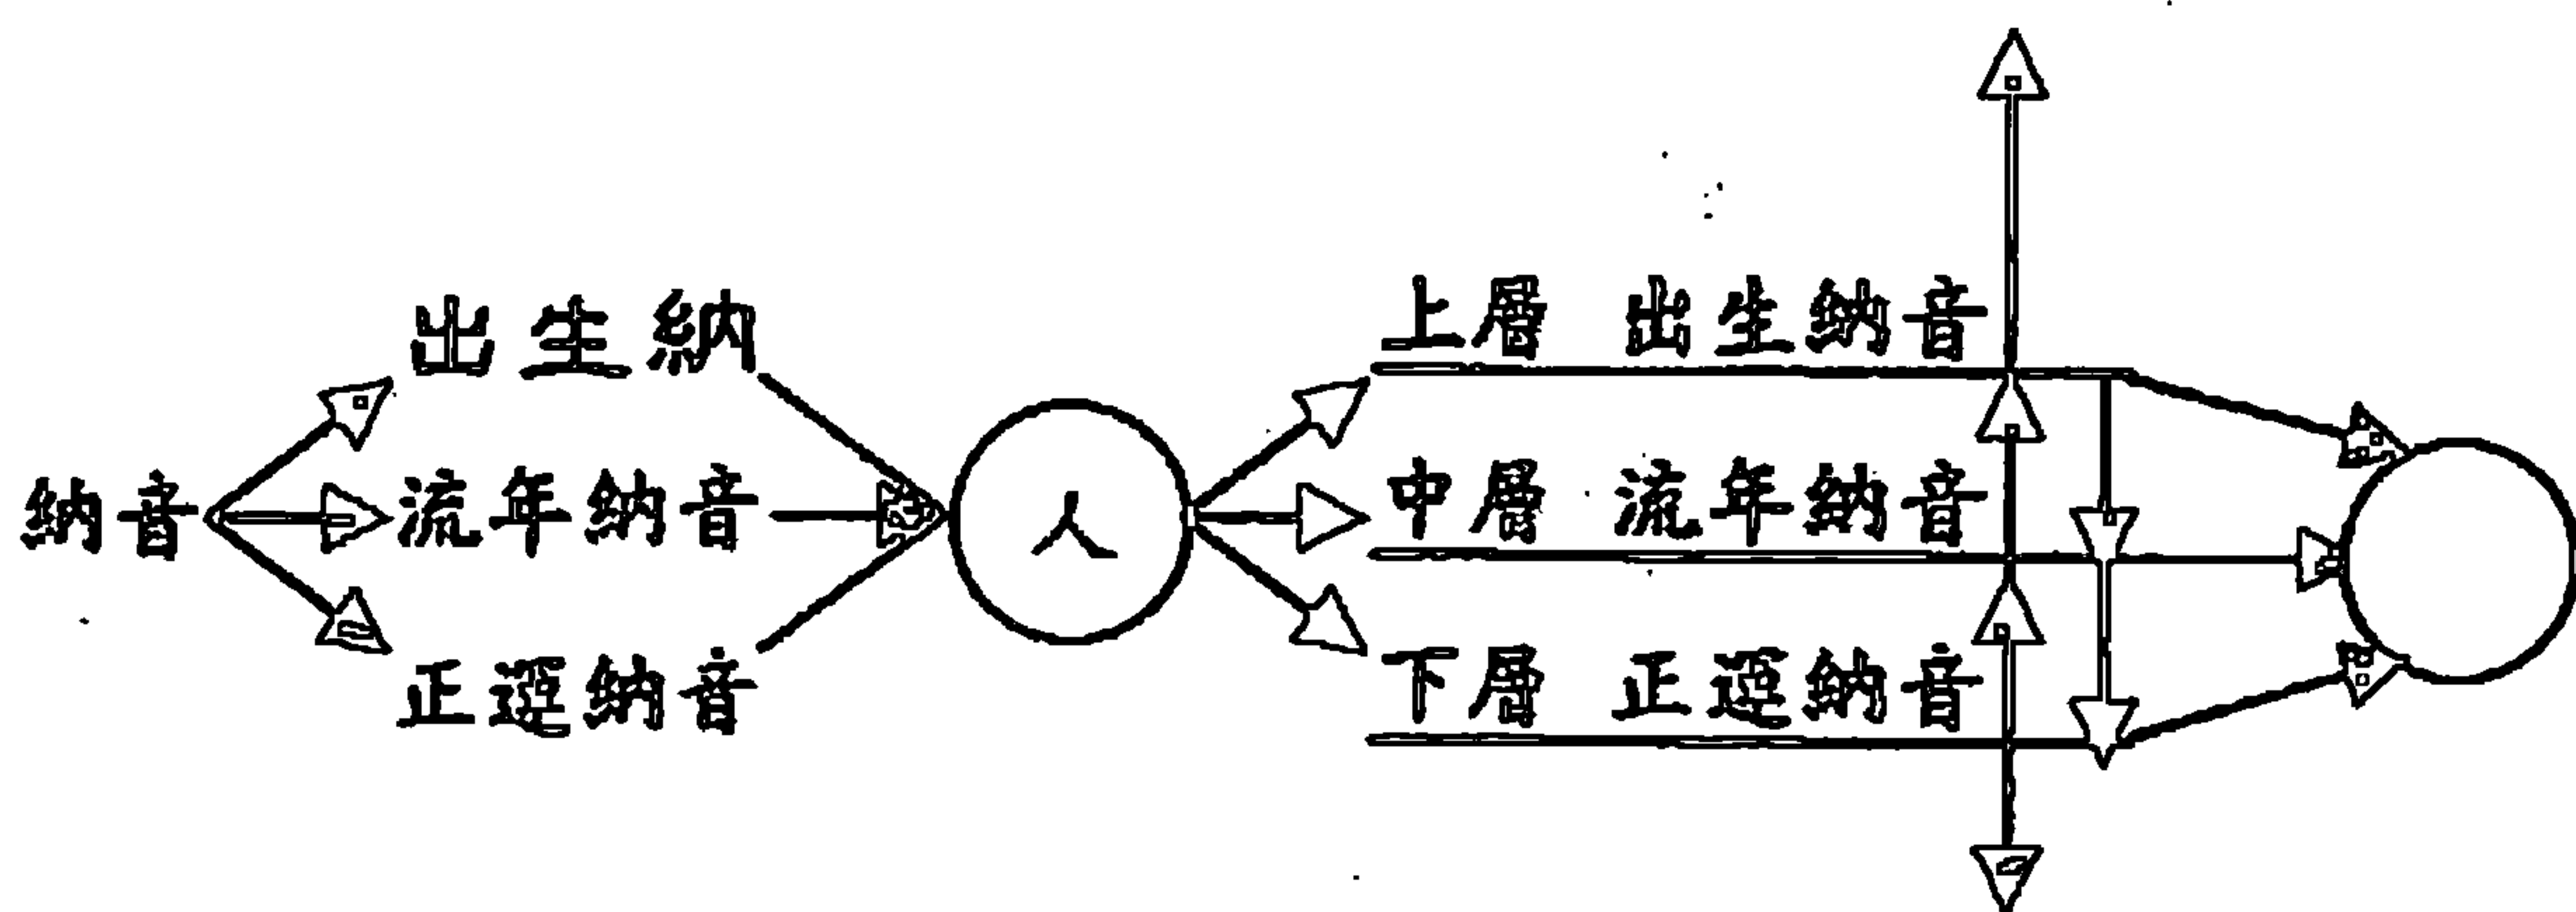 出生納
上層 出生納音
納音
流年納音
人
中層 流年納音
正運納音
下層 正運納音